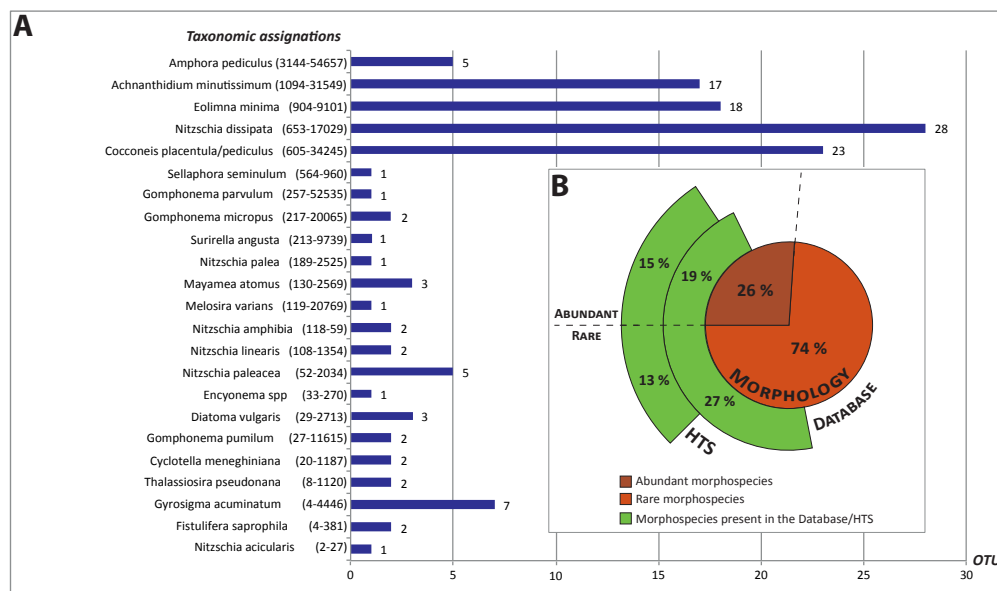 A
Taxonomic assignations
Amphora pediculus (3144-54657) 5
Achnanthidium minutissimum (1094-31549) 17
Eolimna minima (904-9101) 18
Nitzschia dissipata (653-17029) 28
Cocconeis placentula/pediculus (605-34245) 23
Sellaphora seminulum (564-960) 1
Gomphonema parvulum (257-52535) 1
Gomphonema micropus (217-20065) 2
Surirella angusta (213-9739) 1
Nitzschia palea (189-2525) 1
Mayamea atomus (130-2569) 3
Melosira varians (119-20769) 1
Nitzschia amphibia (118-59) 2
Nitzschia linearis (108-1354) 2
Nitzschia paleacea (52-2034) 5
Encyonema spp (33-270) 1
Diatoma vulgaris (29-2713) 3
Gomphonema pumilum (27-11615) 2
Cyclotella meneghiniana (20-1187) 2
Thalassiosira pseudonana (8-1120) 2
Gyrosigma acuminatum (4-4446) 7
Fistulifera saprophila (4-381) 2
Nitzschia acicularis (2-27) 1
0 5 10 15 20 25 30
OTU
B
15 %
19 %
26 %
ABUNDANT
RARE
74 %
13 %
27 %
MORPHOLOGY
DATABASE
HTS
Abundant morphospecies
Rare morphospecies
Morphospecies present in the Database/HTS